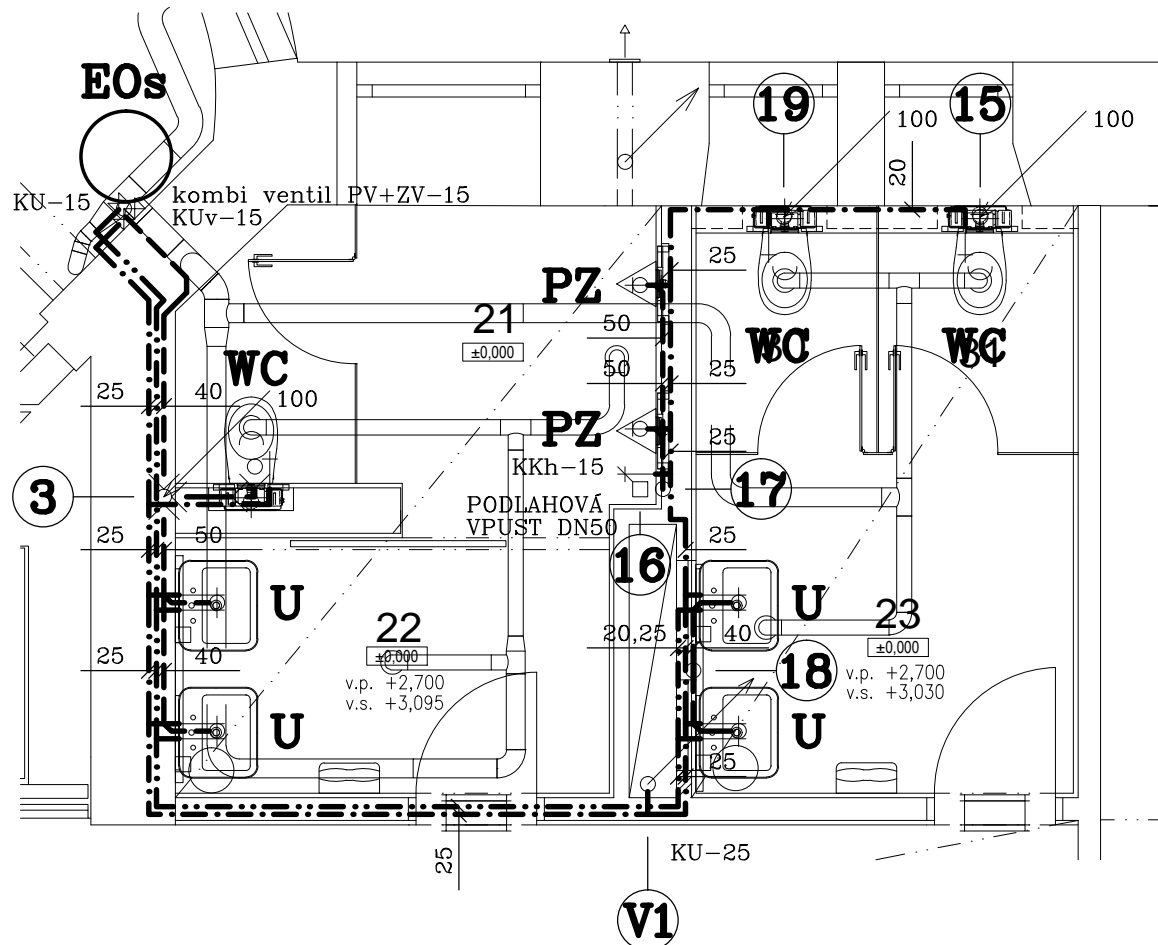 EOs
19
15
100
100
KU-15
kombi ventil PV+ZV-15
KUv-15
20
25
PZ
21
±0,000
50
WC
WC
WC
50
25
25
40
100
PZ
25
KKh-15
3
17
PODLAHOVÁ
VPUST DN50
25
50
25
16
U
U
22
±0,000
23
±0,000
20,25
40
25
40
18
v.p. +2,700
v.s. +3,095
v.p. +2,700
v.s. +3,030
U
U
25
25
KU-25
V1